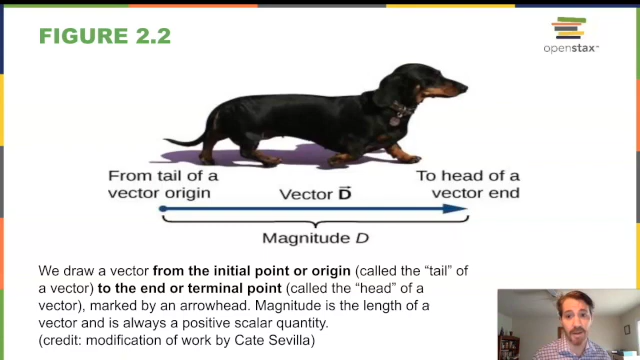 FIGURE 2.2
openstax™
From tail of a
vector origin
Vector D⃗
To head of a
vector end
Magnitude D
We draw a vector from the initial point or origin (called the “tail” of
a vector) to the end or terminal point (called the “head” of a
vector), marked by an arrowhead. Magnitude is the length of a
vector and is always a positive scalar quantity.
(credit: modification of work by Cate Sevilla)